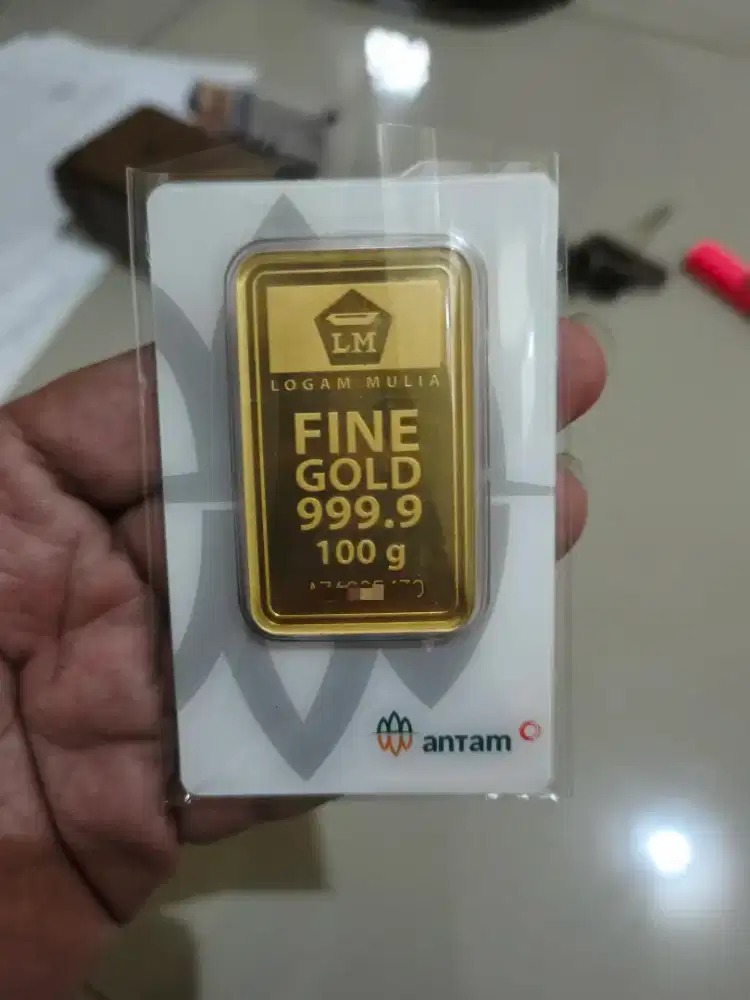 LM
LOGAM MULIA
FINE
GOLD
999.9
100 g
antam